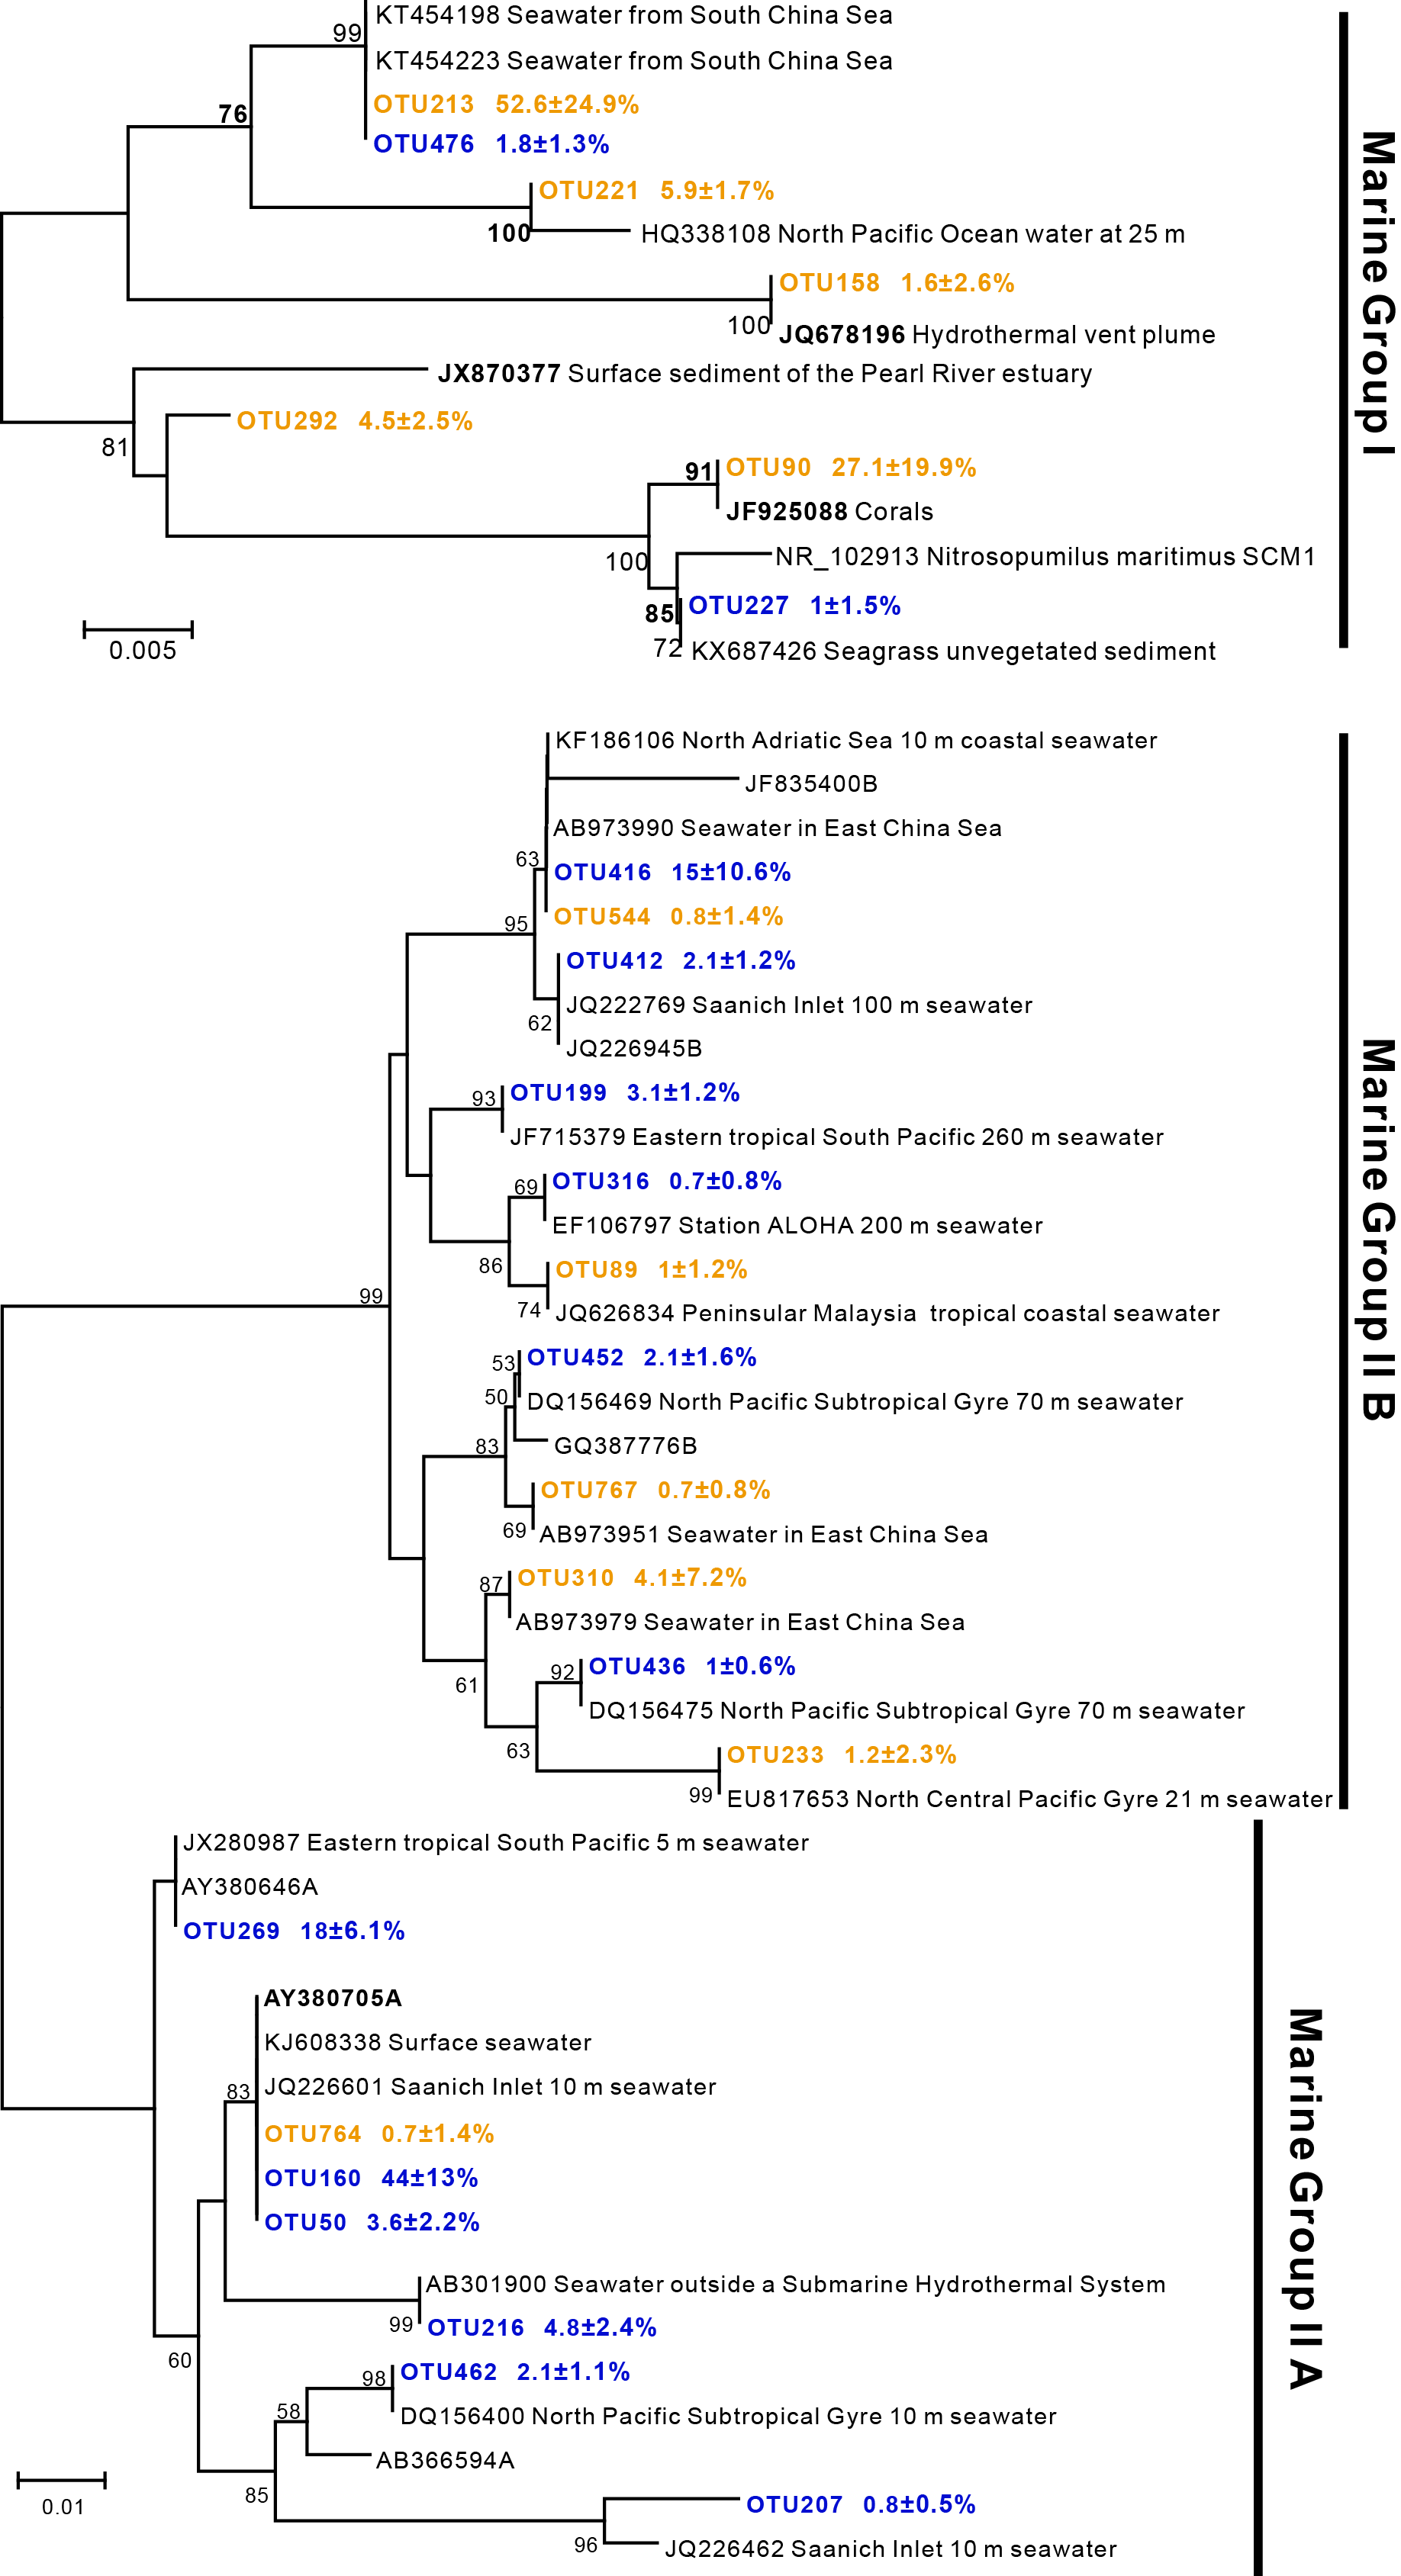 KT454198 Seawater from South China Sea
99
KT454223 Seawater from South China Sea
OTU213 52.6±24.9%
76
OTU476 1.8±1.3%
OTU221 5.9±1.7%
100
HQ338108 North Pacific Ocean water at 25 m
OTU158 1.6±2.6%
100
JQ678196 Hydrothermal vent plume
JX870377 Surface sediment of the Pearl River estuary
OTU292 4.5±2.5%
81
91
OTU90 27.1±19.9%
JF925088 Corals
100
NR_102913 Nitrosopumilus maritimus SCM1
OTU227 1±1.5%
85
72
KX687426 Seagrass unvegetated sediment
0.005
Marine Group I
KF186106 North Adriatic Sea 10 m coastal seawater
JF835400B
AB973990 Seawater in East China Sea
63
OTU416 15±10.6%
OTU544 0.8±1.4%
95
OTU412 2.1±1.2%
JQ222769 Saanich Inlet 100 m seawater
62
JQ226945B
93
OTU199 3.1±1.2%
JF715379 Eastern tropical South Pacific 260 m seawater
69
OTU316 0.7±0.8%
EF106797 Station ALOHA 200 m seawater
86
OTU89 1±1.2%
74
JQ626834 Peninsular Malaysia tropical coastal seawater
99
53
OTU452 2.1±1.6%
50
DQ156469 North Pacific Subtropical Gyre 70 m seawater
83
GQ387776B
OTU767 0.7±0.8%
69
AB973951 Seawater in East China Sea
87
OTU310 4.1±7.2%
AB973979 Seawater in East China Sea
61
92
OTU436 1±0.6%
DQ156475 North Pacific Subtropical Gyre 70 m seawater
63
OTU233 1.2±2.3%
99
EU817653 North Central Pacific Gyre 21 m seawater
Marine Group II B
JX280987 Eastern tropical South Pacific 5 m seawater
AY380646A
OTU269 18±6.1%
AY380705A
KJ608338 Surface seawater
83
JQ226601 Saanich Inlet 10 m seawater
OTU764 0.7±1.4%
OTU160 44±13%
OTU50 3.6±2.2%
AB301900 Seawater outside a Submarine Hydrothermal System
99
OTU216 4.8±2.4%
60
98
OTU462 2.1±1.1%
58
DQ156400 North Pacific Subtropical Gyre 10 m seawater
AB366594A
85
OTU207 0.8±0.5%
96
JQ226462 Saanich Inlet 10 m seawater
0.01
Marine Group II A